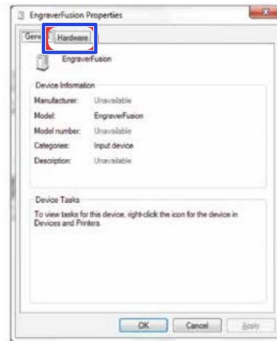 EngraverFusion Properties
General Hardware
EngraverFusion
Device Information
Manufacturer: Unavailable
Model: EngraverFusion
Model number: Unavailable
Categories: Input device
Description: Unavailable
Device Tasks
To view tasks for this device, right-click the icon for the device in
Devices and Printers.
OK Cancel Apply